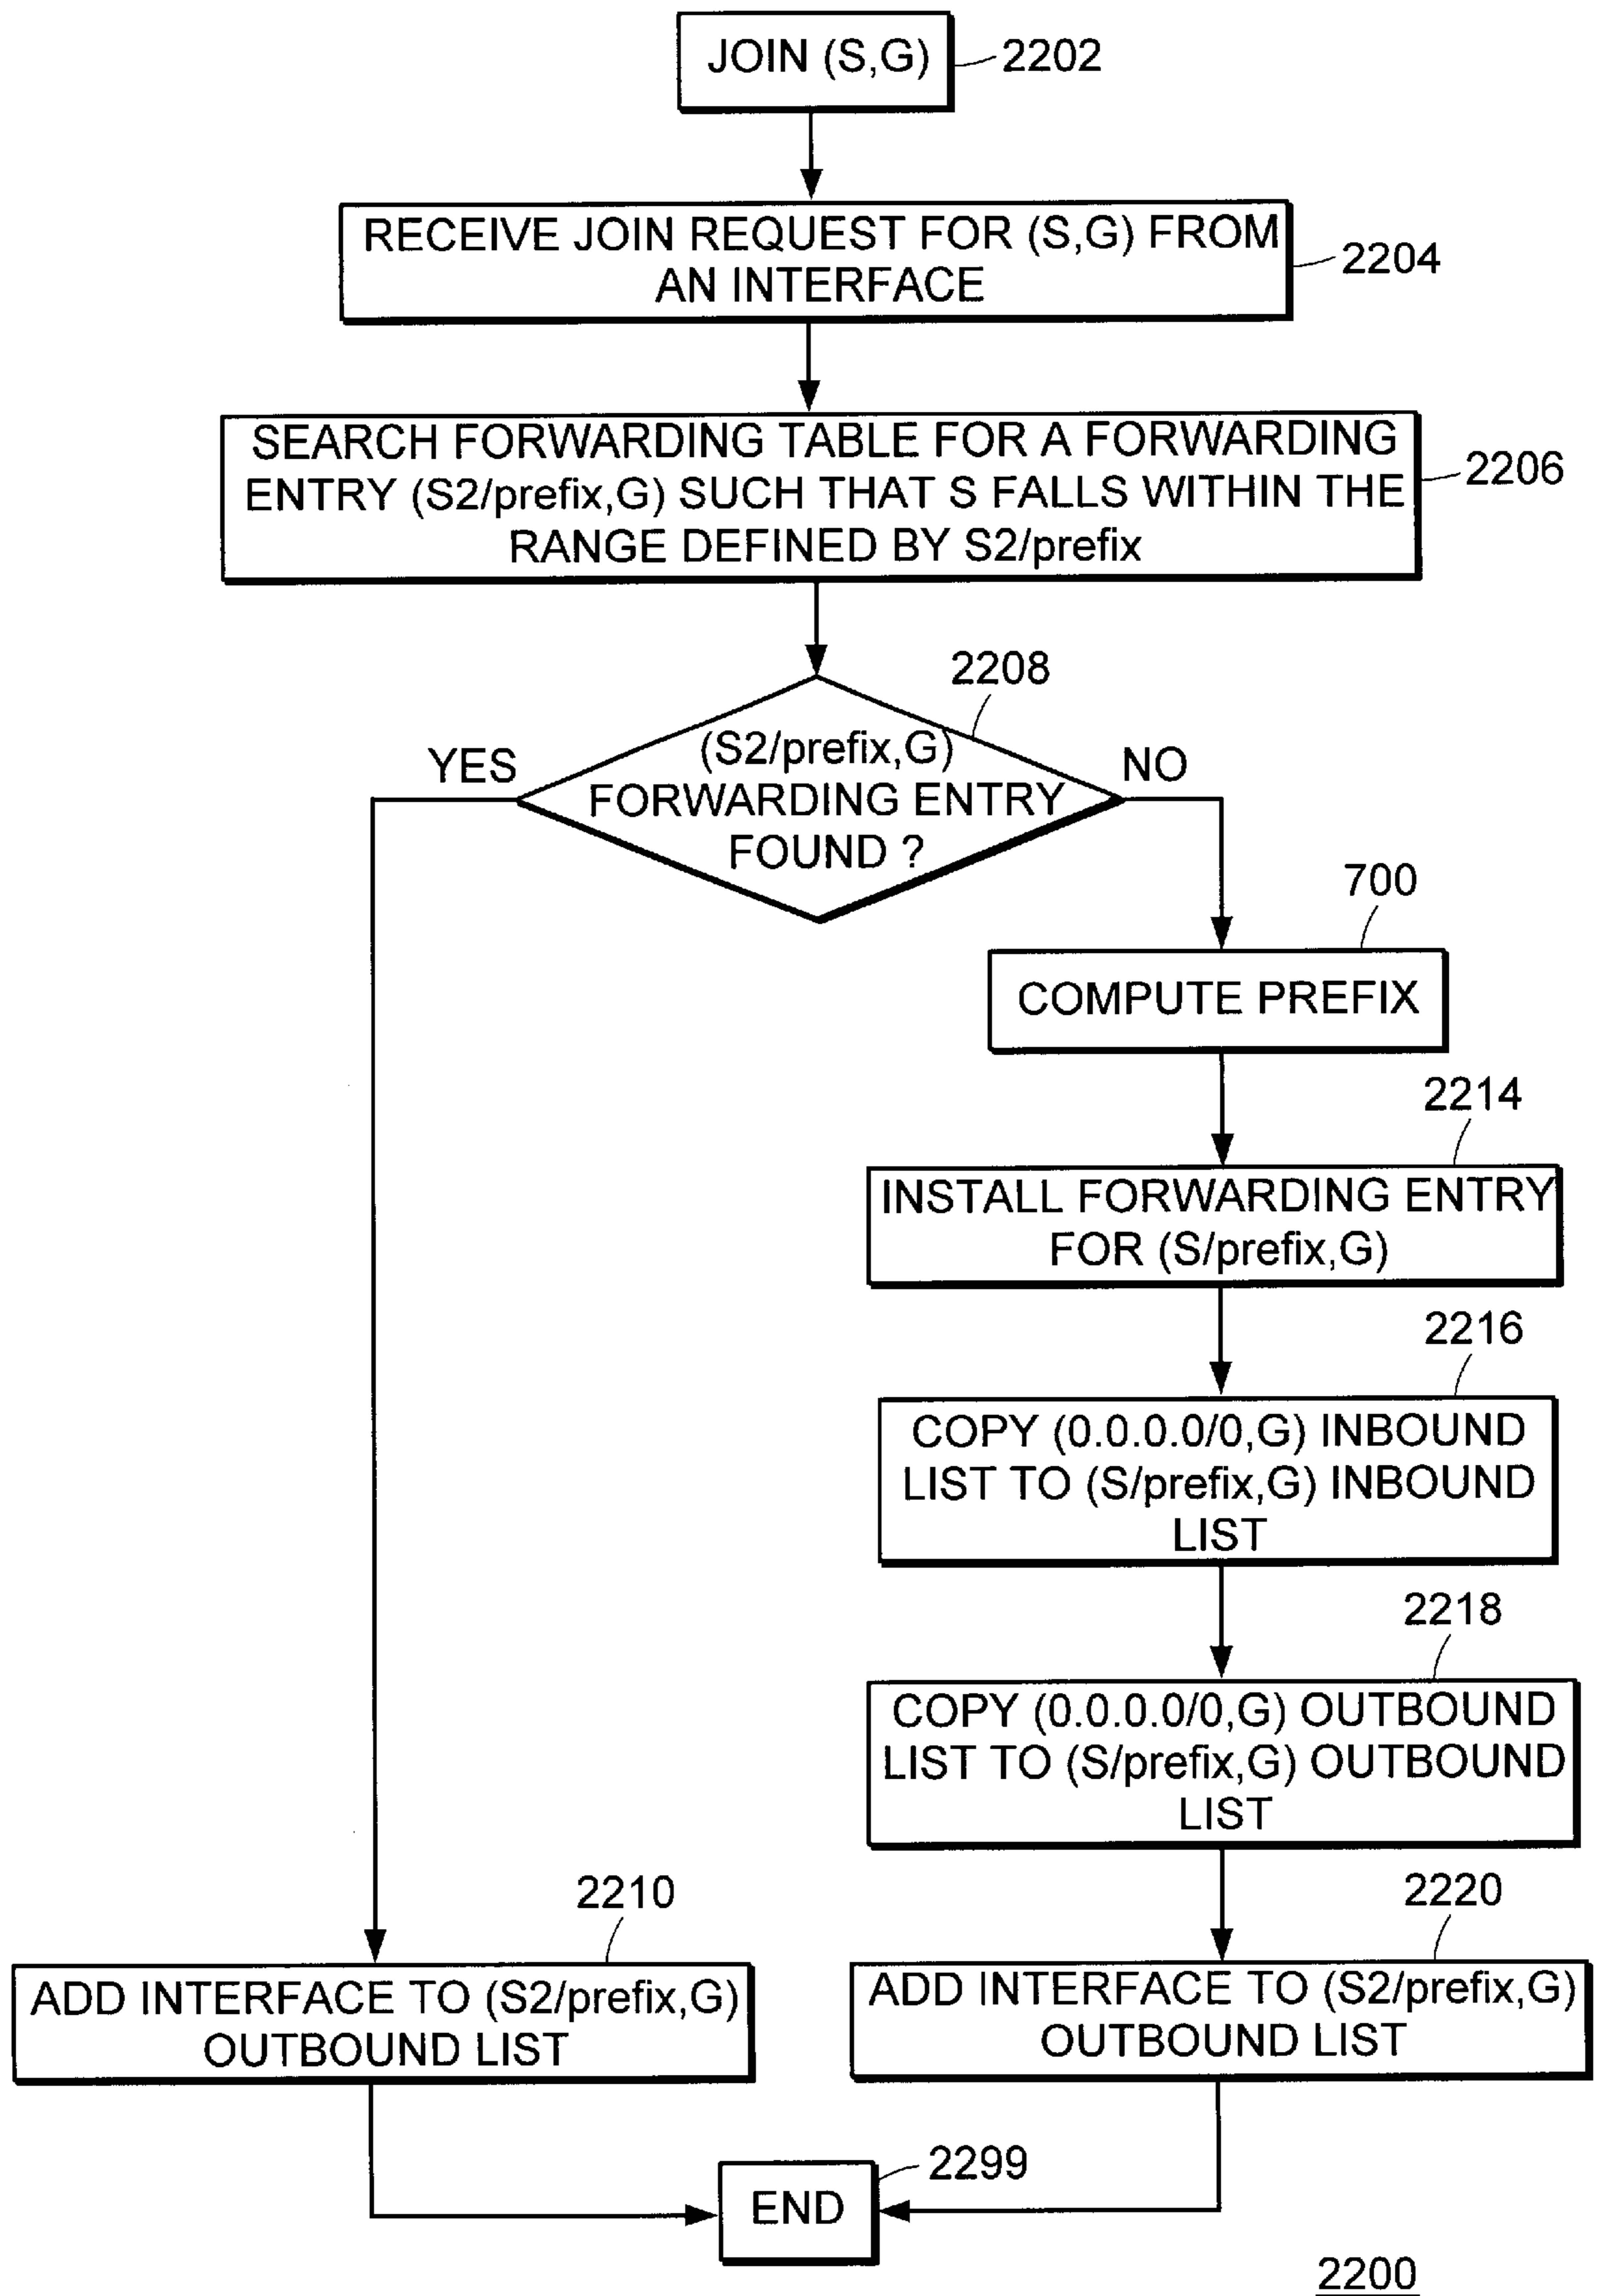 JOIN (S,G)
2202
RECEIVE JOIN REQUEST FOR (S,G) FROM
AN INTERFACE
2204
SEARCH FORWARDING TABLE FOR A FORWARDING
ENTRY (S2/prefix,G) SUCH THAT S FALLS WITHIN THE
RANGE DEFINED BY S2/prefix
2206
2208
(S2/prefix,G)
FORWARDING ENTRY
FOUND ?
YES
NO
700
COMPUTE PREFIX
2214
INSTALL FORWARDING ENTRY
FOR (S/prefix,G)
2216
COPY (0.0.0.0/0,G) INBOUND
LIST TO (S/prefix,G) INBOUND
LIST
2218
COPY (0.0.0.0/0,G) OUTBOUND
LIST TO (S/prefix,G) OUTBOUND
LIST
2210
ADD INTERFACE TO (S2/prefix,G)
OUTBOUND LIST
2220
ADD INTERFACE TO (S2/prefix,G)
OUTBOUND LIST
2299
END
2200